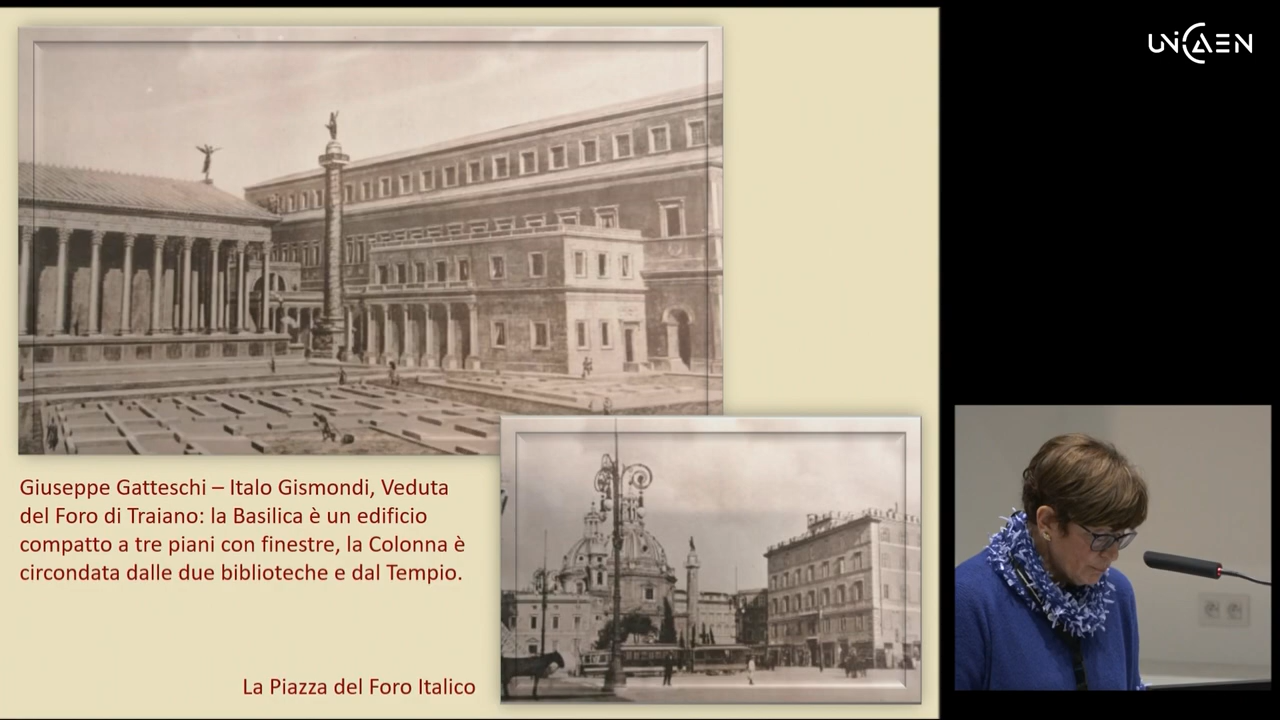 UNICAEN
Giuseppe Gatteschi – Italo Gismondi, Veduta
del Foro di Traiano: la Basilica è un edificio
compatto a tre piani con finestre, la Colonna è
circondata dalle due biblioteche e dal Tempio.
La Piazza del Foro Italico